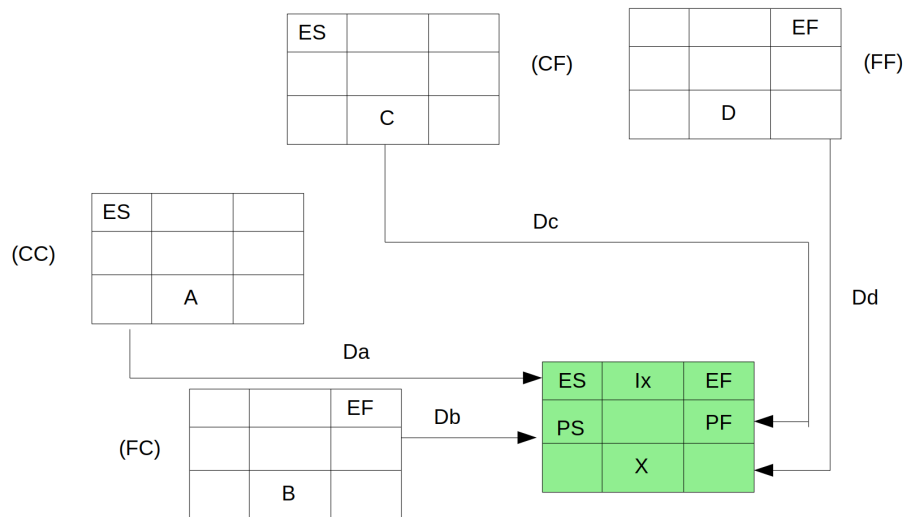 ES
C
(CF)
EF
D
(FF)
ES
A
(CC)
Dc
Dd
Da
EF
B
(FC)
Db
ES Ix EF
PS PF
X